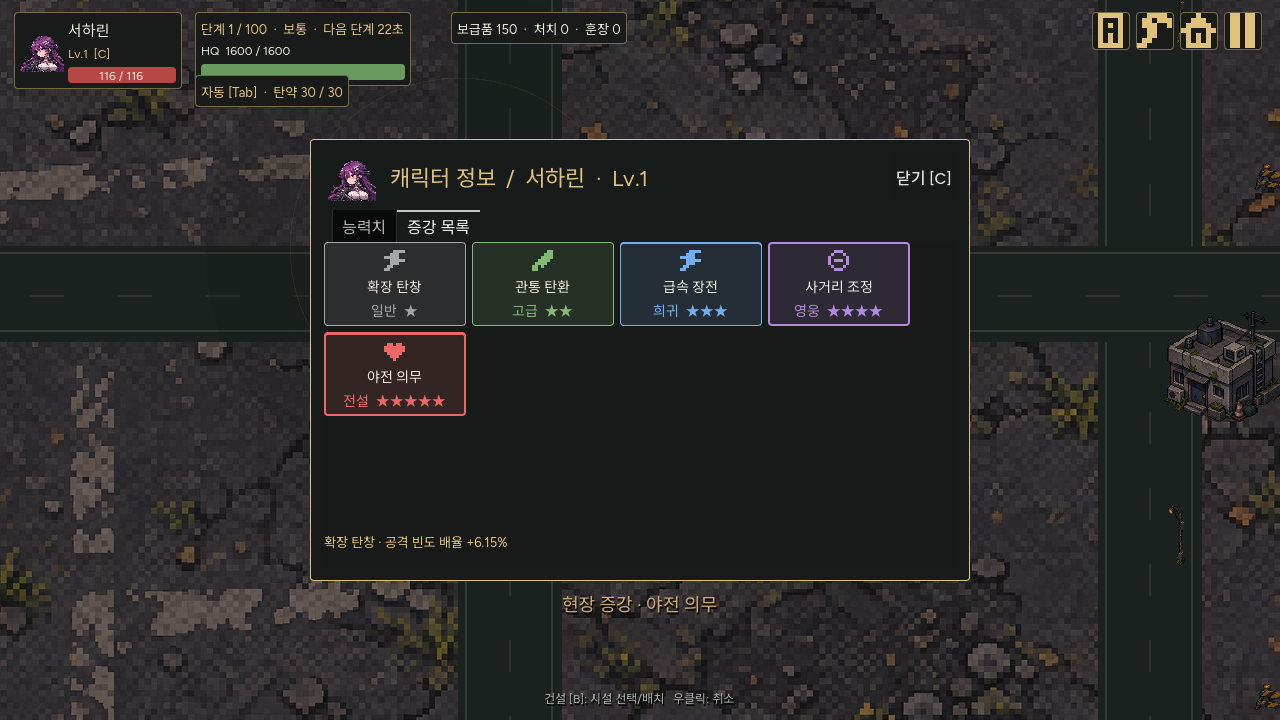 서하린
Lv.1 [C]
116 / 116
단계 1 / 100 · 보통 · 다음 단계 22초
HQ 1600 / 1600
자동 [Tab] · 탄약 30 / 30
보급품 150 · 처치 0 · 훈장 0
캐릭터 정보 / 서하린 · Lv.1
닫기 [C]
능력치
증강 목록
확장 탄창
일반 ★
관통 탄환
고급 ★★
급속 장전
희귀 ★★★
사거리 조정
영웅 ★★★★
야전 의무
전설 ★★★★★
확장 탄창 · 공격 빈도 배율 +6.15%
현장 증강 · 야전 의무
건설 [B]: 시설 선택/배치 우클릭: 취소